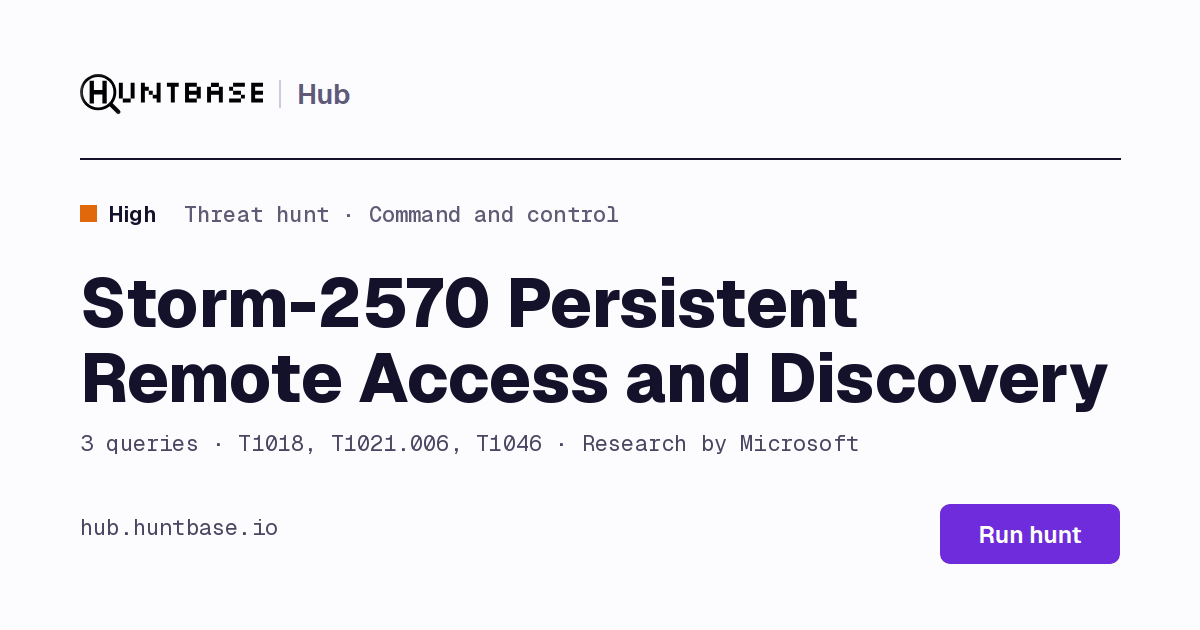 HUNTBASE Hub
High Threat hunt · Command and control
Storm-2570 Persistent
Remote Access and Discovery
3 queries · T1018, T1021.006, T1046 · Research by Microsoft
hub.huntbase.io
Run hunt